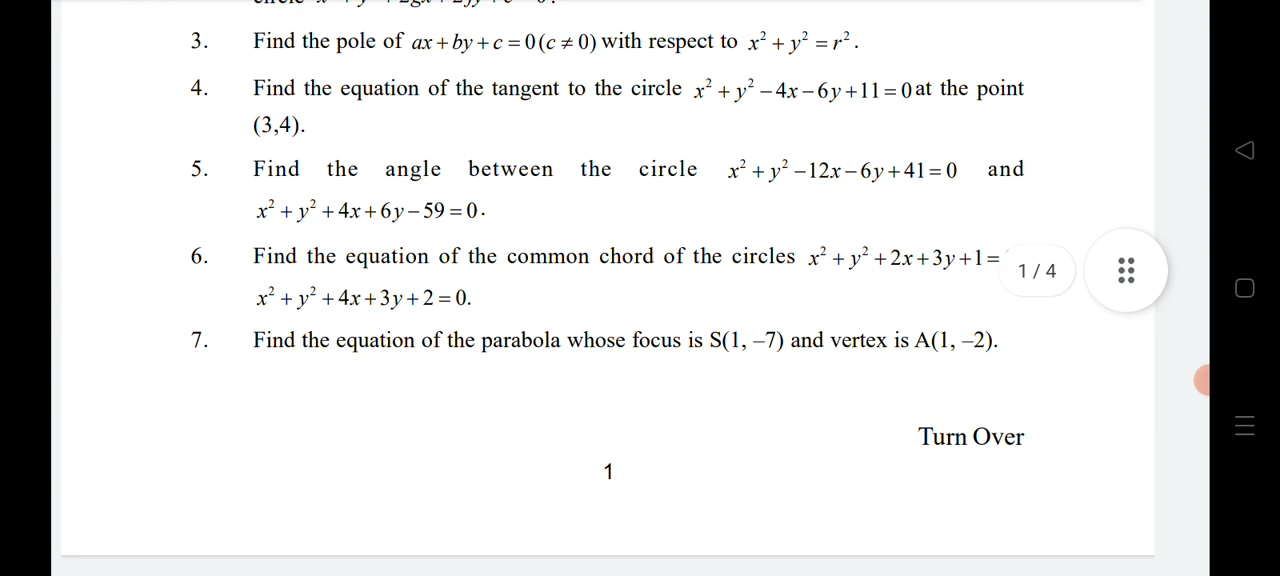 3. Find the pole of ax + by + c = 0 (c ≠ 0) with respect to x² + y² = r².
4. Find the equation of the tangent to the circle x² + y² − 4x − 6y + 11 = 0 at the point
(3,4).
5. Find the angle between the circle x² + y² − 12x − 6y + 41 = 0 and
x² + y² + 4x + 6y − 59 = 0.
6. Find the equation of the common chord of the circles x² + y² + 2x + 3y + 1 =
1 / 4
x² + y² + 4x + 3y + 2 = 0.
7. Find the equation of the parabola whose focus is S(1, –7) and vertex is A(1, –2).
Turn Over
1